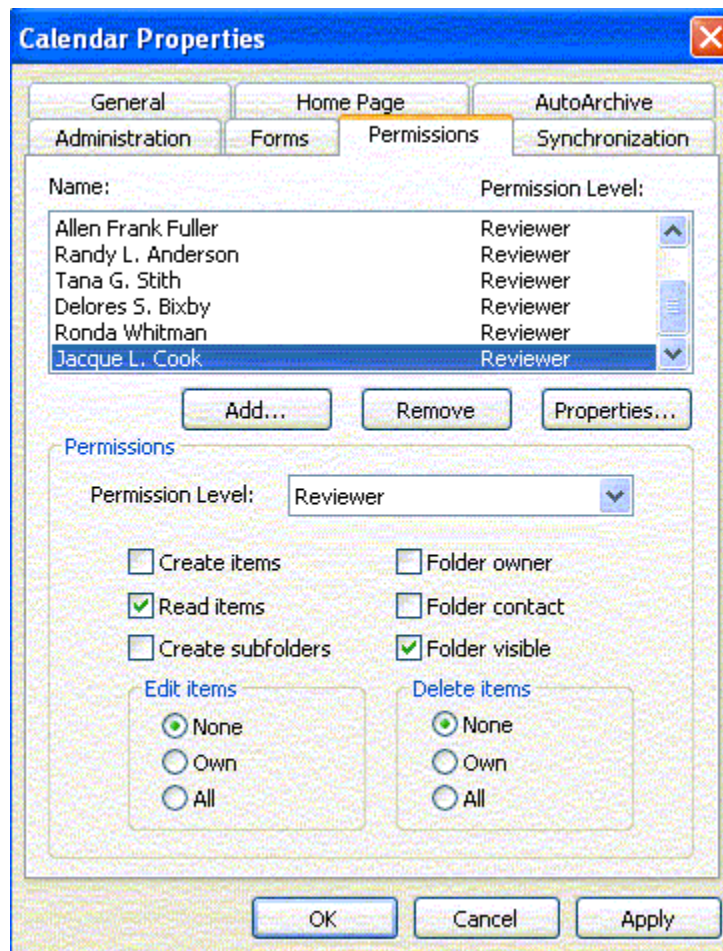 Calendar Properties
General Home Page AutoArchive
Administration Forms Permissions Synchronization
Name: Permission Level:
Allen Frank Fuller Reviewer
Randy L. Anderson Reviewer
Tana G. Stith Reviewer
Delores S. Bixby Reviewer
Ronda Whitman Reviewer
Jacque L. Cook Reviewer
Add... Remove Properties...
Permissions
Permission Level: Reviewer
Create items Folder owner
Read items Folder contact
Create subfolders Folder visible
Edit items Delete items
None None
Own Own
All All
OK Cancel Apply